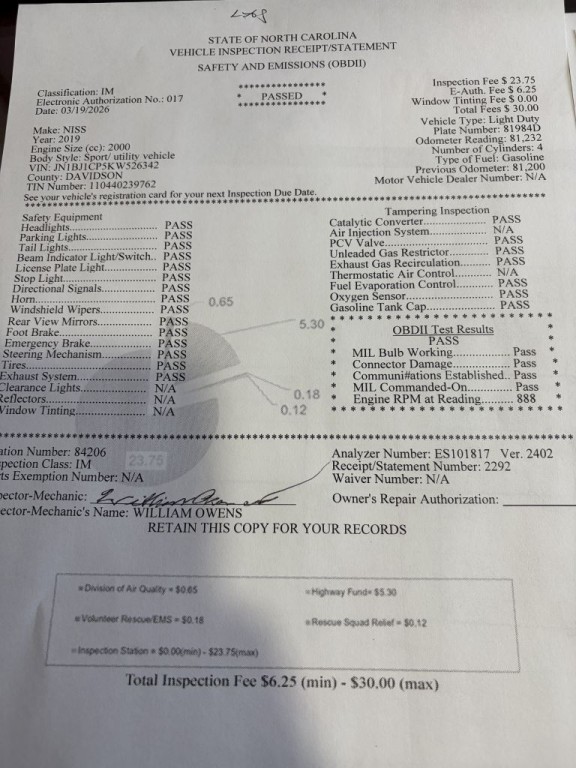 STATE OF NORTH CAROLINA
VEHICLE INSPECTION RECEIPT/STATEMENT
SAFETY AND EMISSIONS (OBDII)
Classification: IM
Electronic Authorization No.: 017
Date: 03/19/2026
****************
* PASSED *
****************
Inspection Fee $ 23.75
E-Auth. Fee $ 6.25
Window Tinting Fee $ 0.00
Total Fees $ 30.00
Make: NISS
Year: 2019
Engine Size (cc): 2000
Body Style: Sport/ utility vehicle
VIN: JN1BJ1CP5KW526342
County: DAVIDSON
TIN Number: 110440239762
Vehicle Type: Light Duty
Plate Number: 81984D
Odometer Reading: 81,232
Number of Cylinders: 4
Type of Fuel: Gasoline
Previous Odometer: 81,200
Motor Vehicle Dealer Number: N/A
See your vehicle's registration card for your next Inspection Due Date.
Safety Equipment
Headlights............................ PASS
Parking Lights....................... PASS
Tail Lights............................. PASS
Beam Indicator Light/Switch.. PASS
License Plate Light................. PASS
Stop Light.............................. PASS
Directional Signals................. PASS
Horn....................................... PASS
Windshield Wipers................. PASS
Rear View Mirrors.................. PASS
Foot Brake............................. PASS
Emergency Brake................... PASS
Steering Mechanism............... PASS
Tires....................................... PASS
Exhaust System...................... PASS
Clearance Lights.................... N/A
Reflectors............................... N/A
Window Tinting...................... N/A
0.65
5.30
0.18
0.12
23.75
Tampering Inspection
Catalytic Converter................ PASS
Air Injection System............... N/A
PCV Valve............................. PASS
Unleaded Gas Restrictor......... PASS
Exhaust Gas Recirculation..... PASS
Thermostatic Air Control........ N/A
Fuel Evaporation Control....... PASS
Oxygen Sensor....................... PASS
Gasoline Tank Cap................. PASS
OBDII Test Results
PASS
MIL Bulb Working................. Pass
Connector Damage................. Pass
Communi#ations Established.. Pass
MIL Commanded-On.............. Pass
Engine RPM at Reading.......... 888
ation Number: 84206
spection Class: IM
rts Exemption Number: N/A
pector-Mechanic:
ector-Mechanic's Name: WILLIAM OWENS
Analyzer Number: ES101817 Ver. 2402
Receipt/Statement Number: 2292
Waiver Number: N/A
Owner's Repair Authorization:
RETAIN THIS COPY FOR YOUR RECORDS
Division of Air Quality = $0.65
Highway Fund= $5.30
Volunteer Rescue/EMS = $0.18
Rescue Squad Relief = $0.12
Inspection Station = $0.00(min) - $23.75(max)
Total Inspection Fee $6.25 (min) - $30.00 (max)